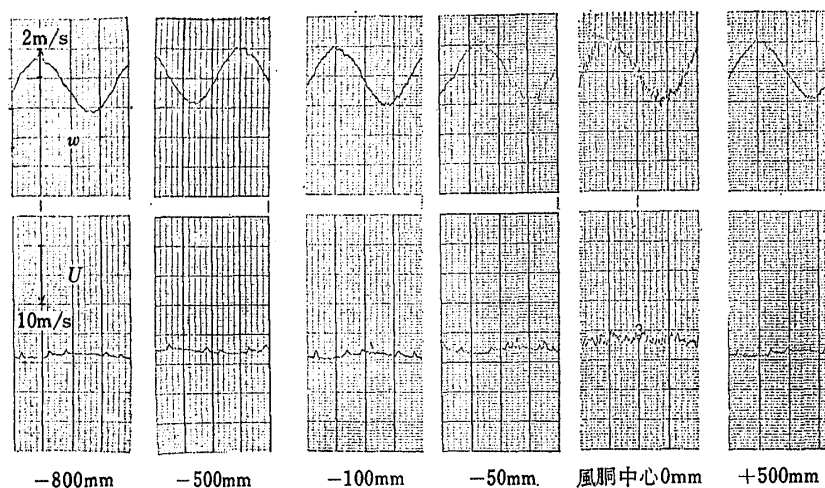 2m/s
w
U
10m/s
−800mm
−500mm
−100mm
−50mm.
風胴中心0mm
+500mm